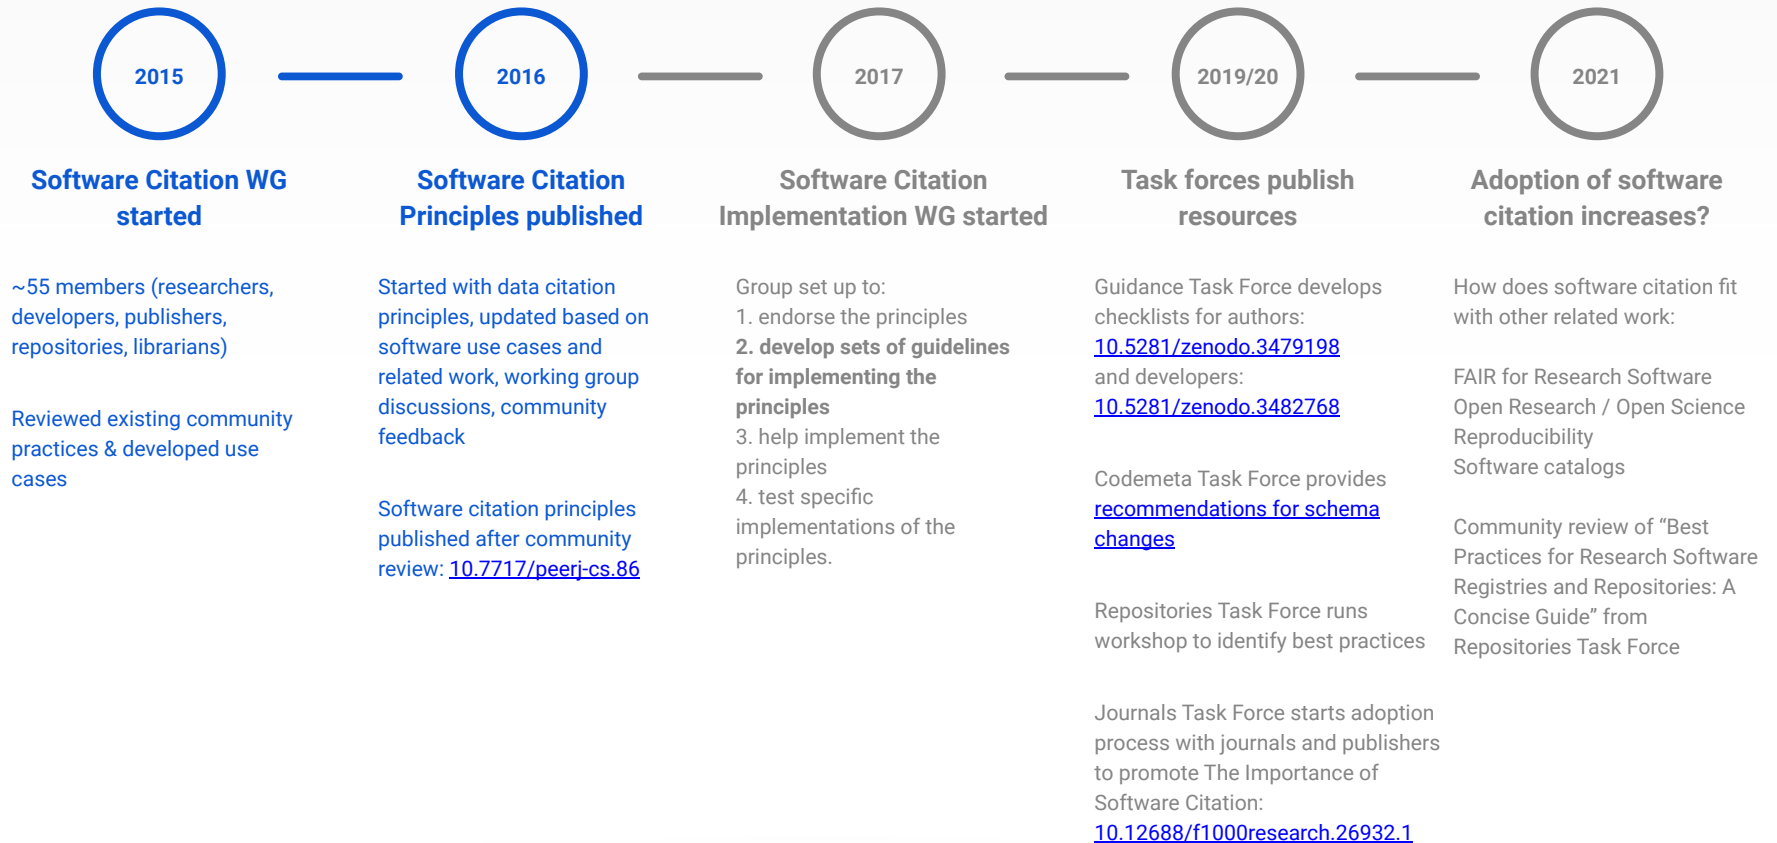 2015
Software Citation WG
started
~55 members (researchers,
developers, publishers,
repositories, librarians)
Reviewed existing community
practices & developed use
cases
2016
Software Citation
Principles published
Started with data citation
principles, updated based on
software use cases and
related work, working group
discussions, community
feedback
Software citation principles
published after community
review: 10.7717/peerj-cs.86
2017
Software Citation
Implementation WG started
Group set up to:
1. endorse the principles
2. develop sets of guidelines
for implementing the
principles
3. help implement the
principles
4. test specific
implementations of the
principles.
2019/20
Task forces publish
resources
Guidance Task Force develops
checklists for authors:
10.5281/zenodo.3479198
and developers:
10.5281/zenodo.3482768
Codemeta Task Force provides
recommendations for schema
changes
Repositories Task Force runs
workshop to identify best practices
Journals Task Force starts adoption
process with journals and publishers
to promote The Importance of
Software Citation:
10.12688/f1000research.26932.1
2021
Adoption of software
citation increases?
How does software citation fit
with other related work:
FAIR for Research Software
Open Research / Open Science
Reproducibility
Software catalogs
Community review of “Best
Practices for Research Software
Registries and Repositories: A
Concise Guide” from
Repositories Task Force